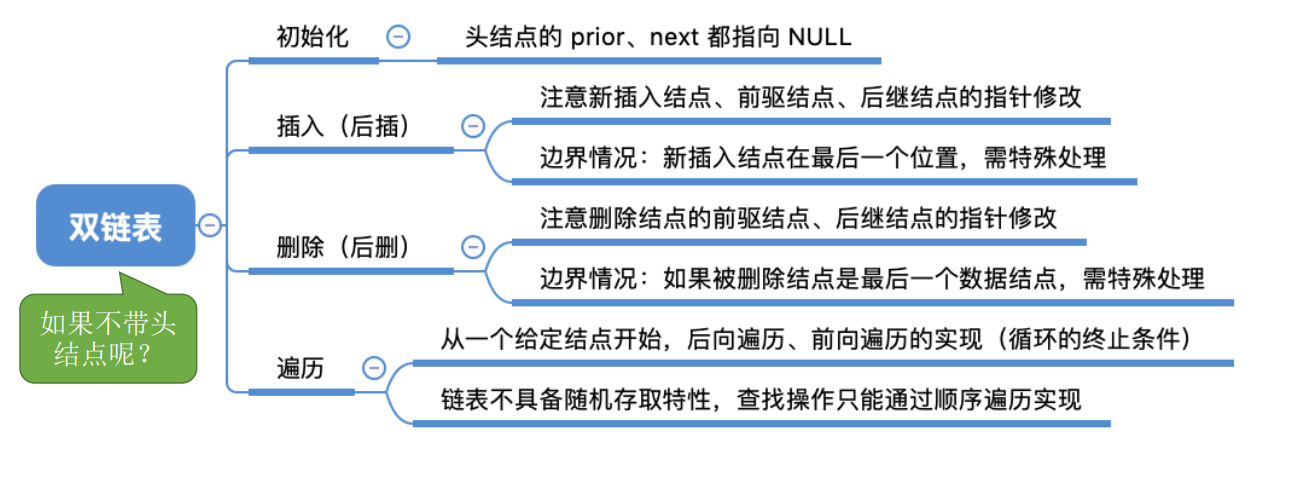 初始化
头结点的 prior、next 都指向 NULL
插入（后插）
注意新插入结点、前驱结点、后继结点的指针修改
边界情况：新插入结点在最后一个位置，需特殊处理
双链表
如果不带头
结点呢？
删除（后删）
注意删除结点的前驱结点、后继结点的指针修改
边界情况：如果被删除结点是最后一个数据结点，需特殊处理
遍历
从一个给定结点开始，后向遍历、前向遍历的实现（循环的终止条件）
链表不具备随机存取特性，查找操作只能通过顺序遍历实现